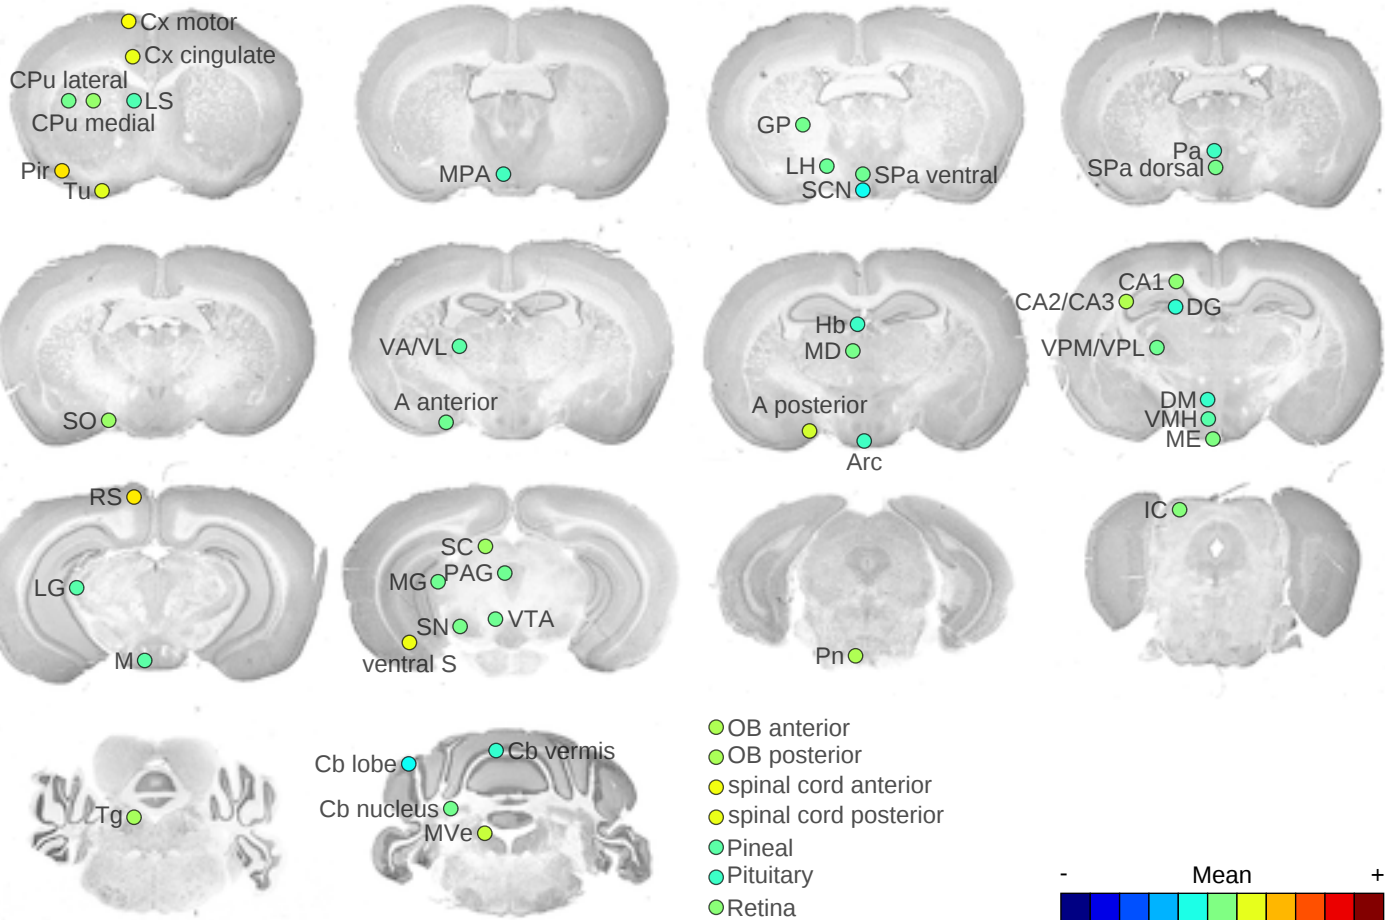 Cx motor
Cx cingulate
CPu lateral
LS
CPu medial
Pir
Tu
MPA
GP
LH
SPa ventral
SCN
Pa
SPa dorsal
SO
VA/VL
A anterior
Hb
MD
A posterior
Arc
CA1
CA2/CA3
DG
VPM/VPL
DM
VMH
ME
RS
LG
M
SC
PAG
MG
VTA
SN
ventral S
Pn
IC
Tg
Cb vermis
Cb lobe
Cb nucleus
MVe
OB anterior
OB posterior
spinal cord anterior
spinal cord posterior
Pineal
Pituitary
Retina
- Mean +